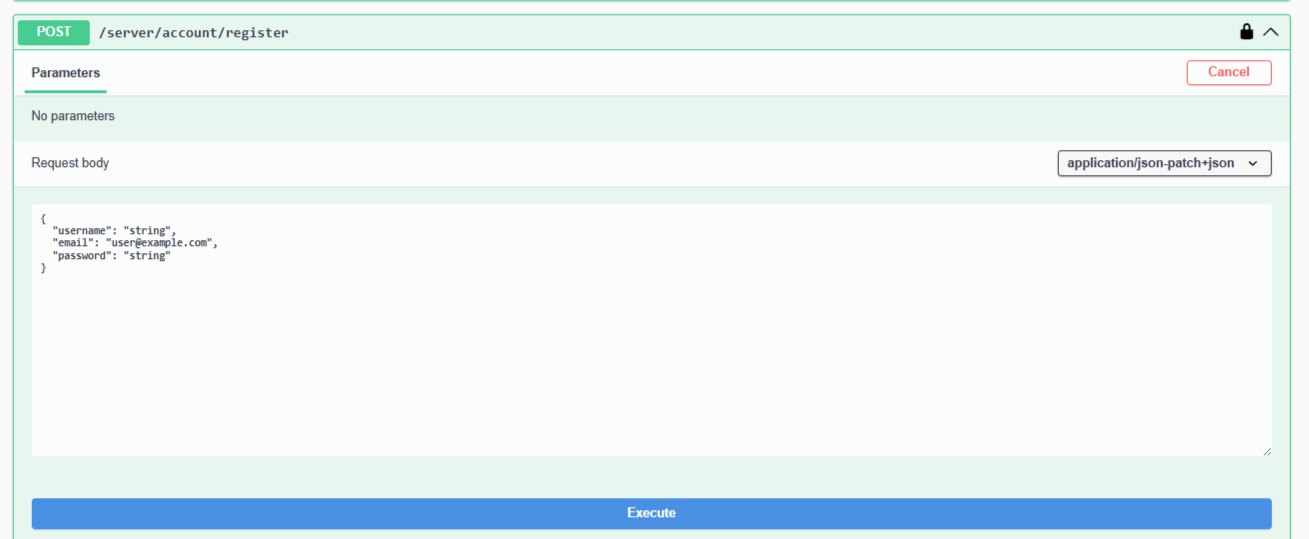 POST /server/account/register
Parameters Cancel
No parameters
Request body application/json-patch+json
{
  "username": "string",
  "email": "user@example.com",
  "password": "string"
}
Execute